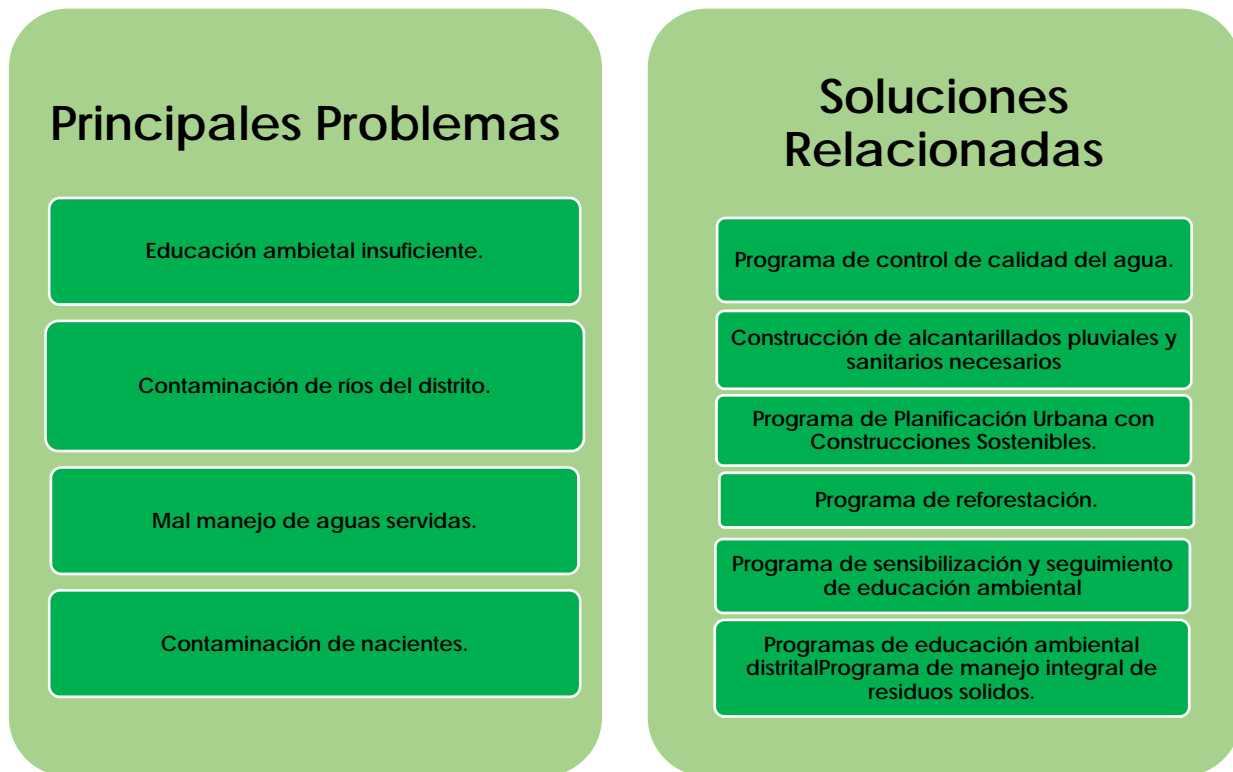 Principales Problemas
Educación ambietal insuficiente.
Contaminación de ríos del distrito.
Mal manejo de aguas servidas.
Contaminación de nacientes.
Soluciones
Relacionadas
Programa de control de calidad del agua.
Construcción de alcantarillados pluviales y
sanitarios necesarios
Programa de Planificación Urbana con
Construcciones Sostenibles.
Programa de reforestación.
Programa de sensibilización y seguimiento
de educación ambiental
Programas de educación ambiental
distritalPrograma de manejo integral de
residuos solidos.